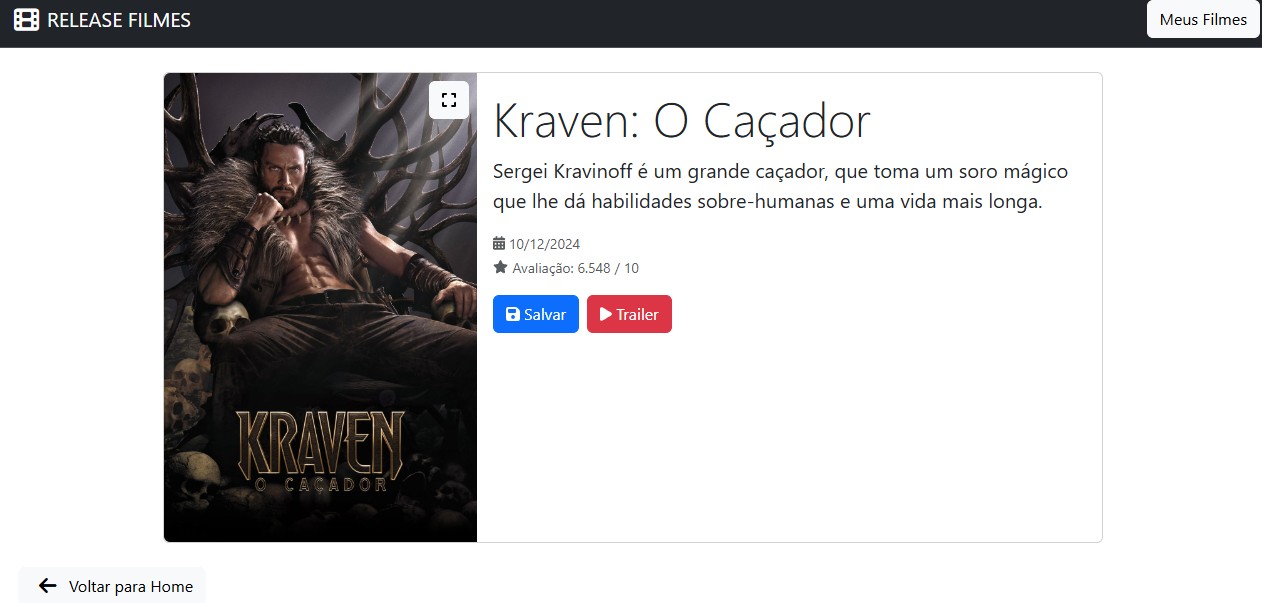 RELEASE FILMES
Meus Filmes
Kraven: O Caçador
Sergei Kravinoff é um grande caçador, que toma um soro mágico
que lhe dá habilidades sobre-humanas e uma vida mais longa.
10/12/2024
Avaliação: 6.548 / 10
Salvar
Trailer
KRAVEN
O CAÇADOR
Voltar para Home